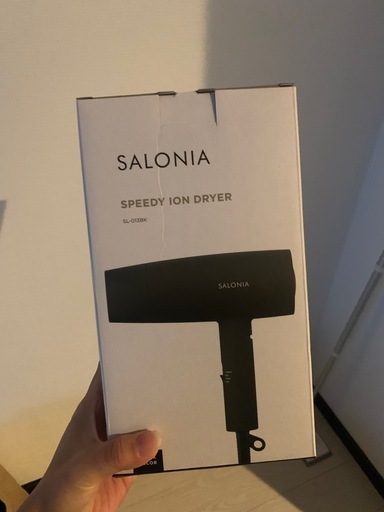 SALONIA
SPEEDY ION DRYER
SL-013BK
SALONIA